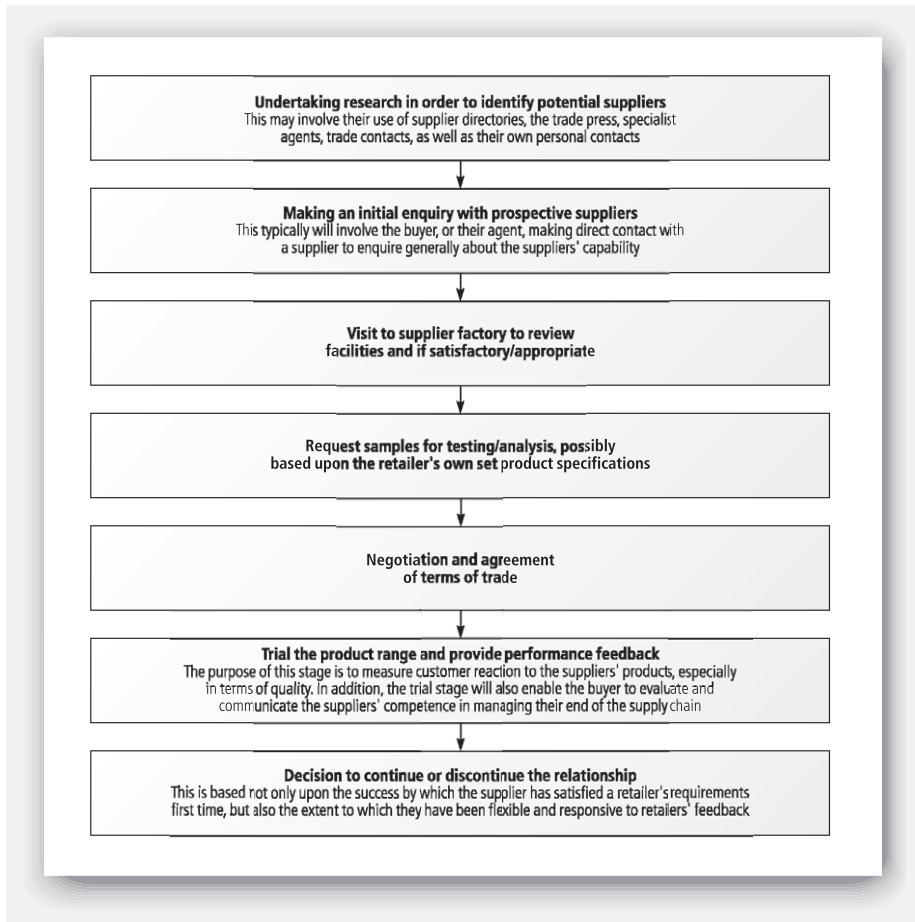 Undertaking research in order to identify potential suppliers
This may involve their use of supplier directories, the trade press, specialist
agents, trade contacts, as well as their own personal contacts
Making an initial enquiry with prospective suppliers
This typically will involve the buyer, or their agent, making direct contact with
a supplier to enquire generally about the suppliers' capability
Visit to supplier factory to review
facilities and if satisfactory/appropriate
Request samples for testing/analysis, possibly
based upon the retailer's own set product specifications
Negotiation and agreement
of terms of trade
Trial the product range and provide performance feedback
The purpose of this stage is to measure customer reaction to the suppliers' products, especially
in terms of quality. In addition, the trial stage will also enable the buyer to evaluate and
communicate the suppliers' competence in managing their end of the supply chain
Decision to continue or discontinue the relationship
This is based not only upon the success by which the supplier has satisfied a retailer's requirements
first time, but also the extent to which they have been flexible and responsive to retailers' feedback